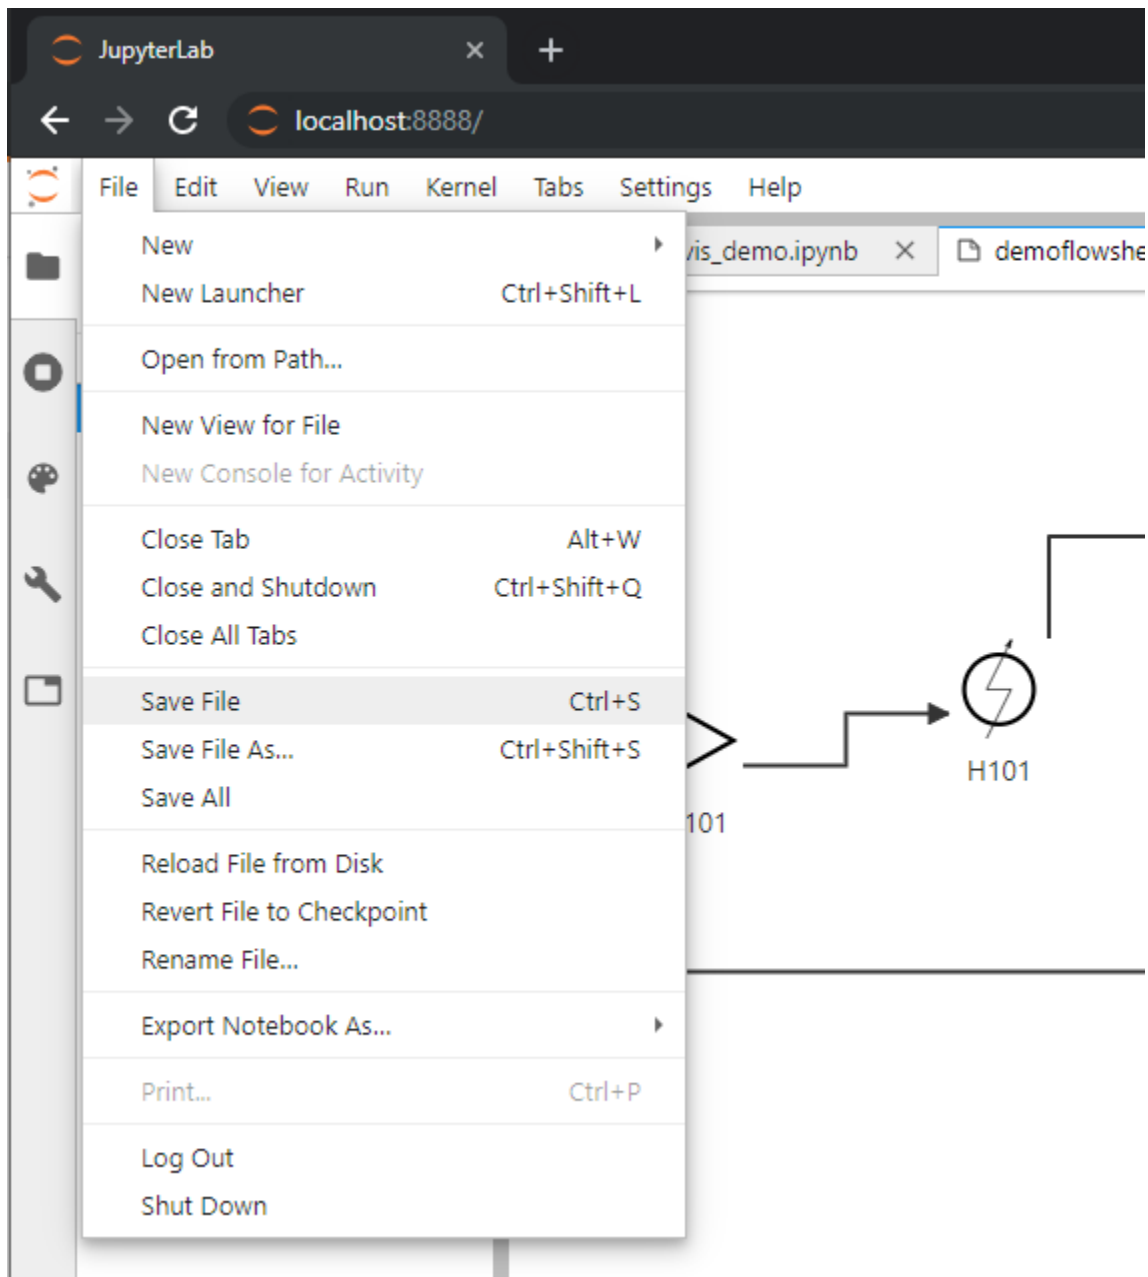 JupyterLab
localhost:8888/
File Edit View Run Kernel Tabs Settings Help
vis_demo.ipynb demoflowshe
New
New Launcher Ctrl+Shift+L
Open from Path...
New View for File
New Console for Activity
Close Tab Alt+W
Close and Shutdown Ctrl+Shift+Q
Close All Tabs
Save File Ctrl+S
Save File As... Ctrl+Shift+S
Save All
H101
101
Reload File from Disk
Revert File to Checkpoint
Rename File...
Export Notebook As...
Print... Ctrl+P
Log Out
Shut Down